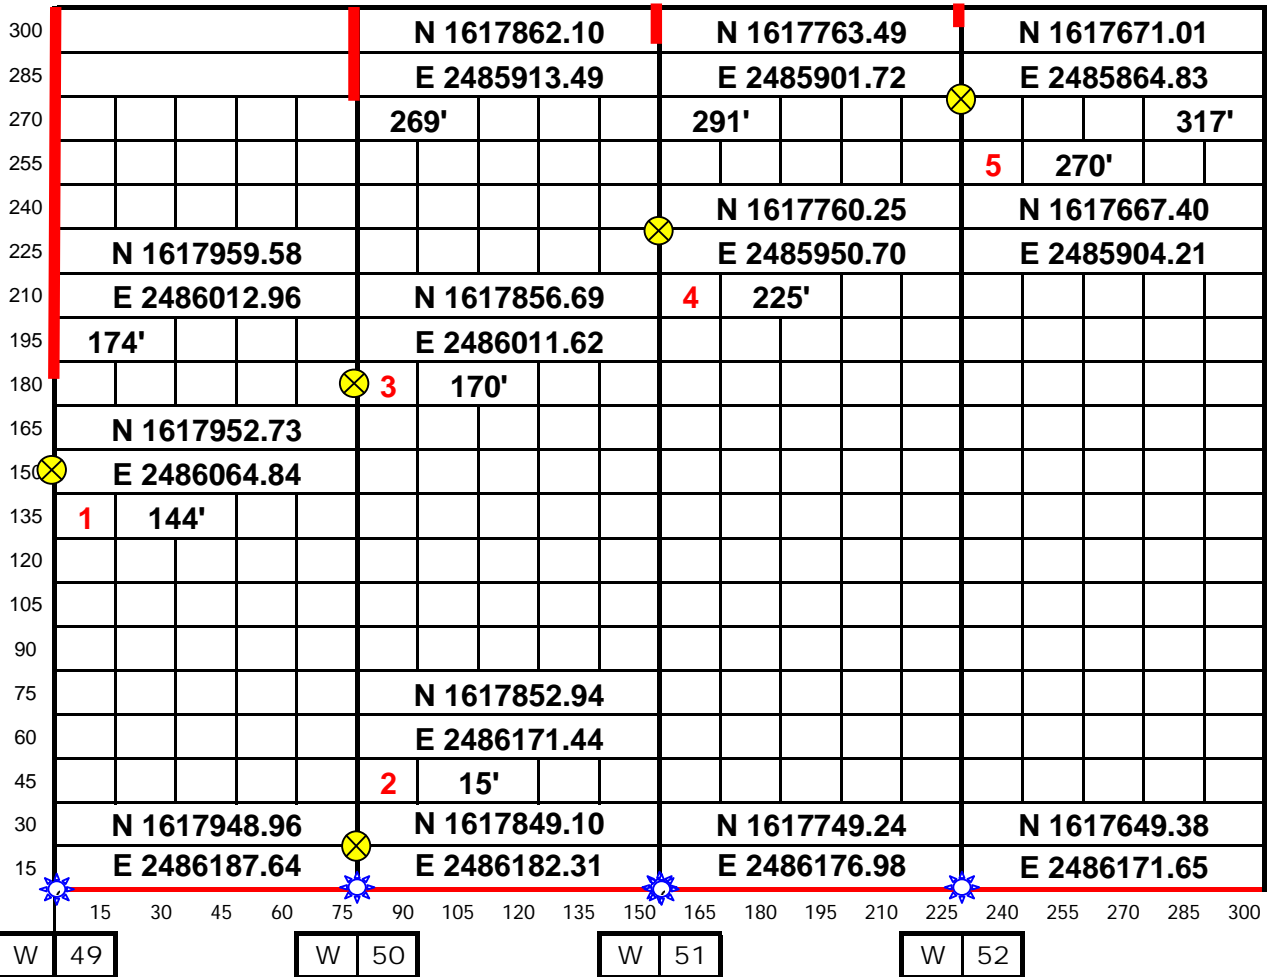 300 N 1617862.10 N 1617763.49 N 1617671.01
285 E 2485913.49 E 2485901.72 E 2485864.83
270 269' 291' 317'
255 5 270'
240 N 1617760.25 N 1617667.40
225 N 1617959.58 E 2485950.70 E 2485904.21
210 E 2486012.96 N 1617856.69 4 225'
195 174' E 2486011.62
180 3 170'
165 N 1617952.73
150 E 2486064.84
135 1 144'
120
105
90
75 N 1617852.94
60 E 2486171.44
45 2 15'
30 N 1617948.96 N 1617849.10 N 1617749.24 N 1617649.38
15 E 2486187.64 E 2486182.31 E 2486176.98 E 2486171.65
15 30 45 60 75 90 105 120 135 150 165 180 195 210 225 240 255 270 285 300
W 49 W 50 W 51 W 52